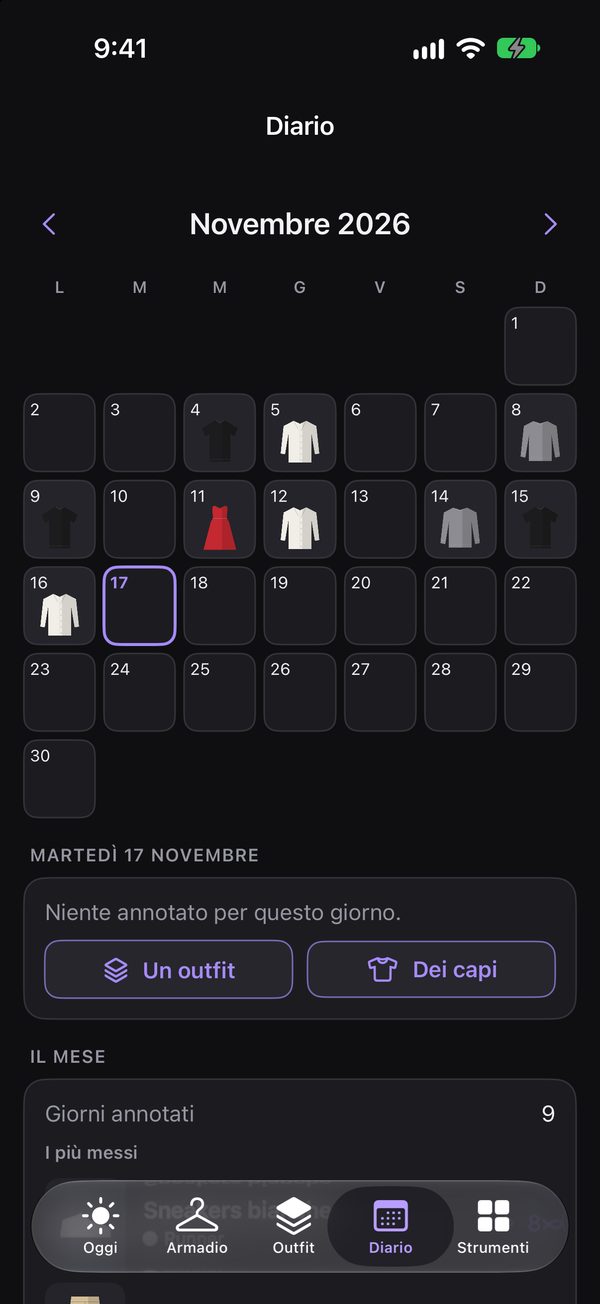 9:41
Diario
Novembre 2026
L M M G V S D
1
2 3 4 5 6 7 8
9 10 11 12 13 14 15
16 17 18 19 20 21 22
23 24 25 26 27 28 29
30
MARTEDÌ 17 NOVEMBRE
Niente annotato per questo giorno.
Un outfit Dei capi
IL MESE
Giorni annotati 9
I più messi
Sneakers
Oggi Armadio Outfit Diario Strumenti